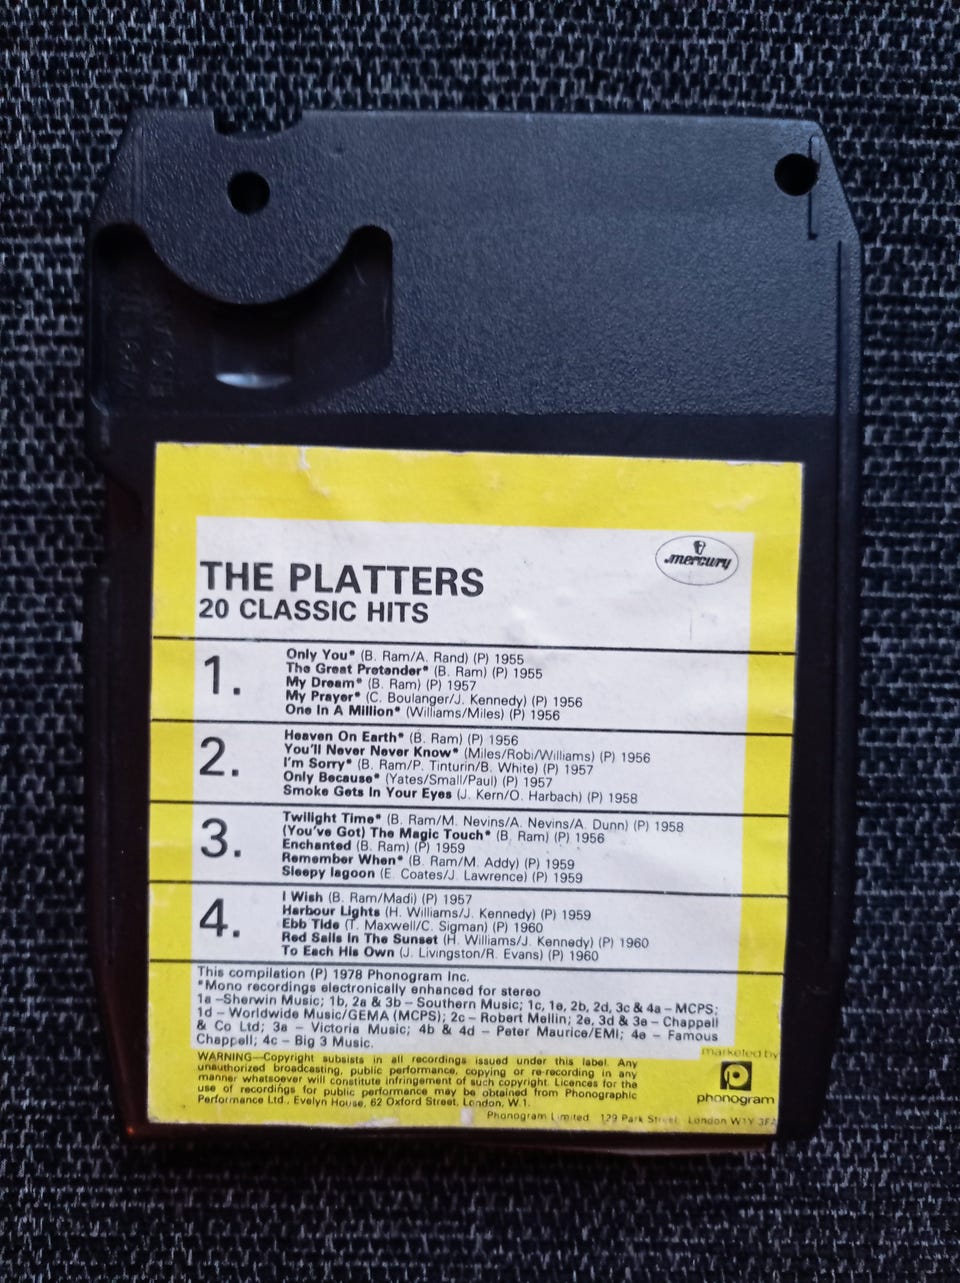 mercury
THE PLATTERS
20 CLASSIC HITS
1.
Only You* (B. Ram/A. Rand) (P) 1955
The Great Pretender* (B. Ram) (P) 1955
My Dream* (B. Ram) (P) 1957
My Prayer* (C. Boulanger/J. Kennedy) (P) 1956
One In A Million* (Williams/Miles) (P) 1956
2.
Heaven On Earth* (B. Ram) (P) 1956
You'll Never Never Know* (Miles/Robi/Williams) (P) 1956
I'm Sorry* (B. Ram/P. Tinturin/B. White) (P) 1957
Only Because* (Yates/Small/Paul) (P) 1957
Smoke Gets In Your Eyes (J. Kern/O. Harbach) (P) 1958
3.
Twilight Time* (B. Ram/M. Nevins/A. Nevins/A. Dunn) (P) 1958
(You've Got) The Magic Touch* (B. Ram) (P) 1956
Enchanted (B. Ram) (P) 1959
Remember When* (B. Ram/M. Addy) (P) 1959
Sleepy lagoon (E. Coates/J. Lawrence) (P) 1959
4.
I Wish (B. Ram/Madi) (P) 1957
Harbour Lights (H. Williams/J. Kennedy) (P) 1959
Ebb Tide (T. Maxwell/C. Sigman) (P) 1960
Red Sails In The Sunset (H. Williams/J. Kennedy) (P) 1960
To Each His Own (J. Livingston/R. Evans) (P) 1960
This compilation (P) 1978 Phonogram Inc.
*Mono recordings electronically enhanced for stereo
1a –Sherwin Music; 1b, 2a & 3b – Southern Music; 1c, 1e, 2b, 2d, 3c & 4a – MCPS;
1d – Worldwide Music/GEMA (MCPS); 2c – Robert Mellin; 2e, 3d & 3e – Chappell
& Co Ltd; 3a – Victoria Music; 4b & 4d – Peter Maurice/EMI; 4e – Famous
Chappell; 4c – Big 3 Music.
WARNING—Copyright subsists in all recordings issued under this label. Any
unauthorized broadcasting, public performance, copying or re-recording in any
manner whatsoever will constitute infringement of such copyright. Licences for the
use of recordings for public performance may be obtained from Phonographic
Performance Ltd., Evelyn House, 62 Oxford Street, London, W.1.
marketed by
phonogram
Phonogram Limited, 129 Park Street, London W1Y 3FA